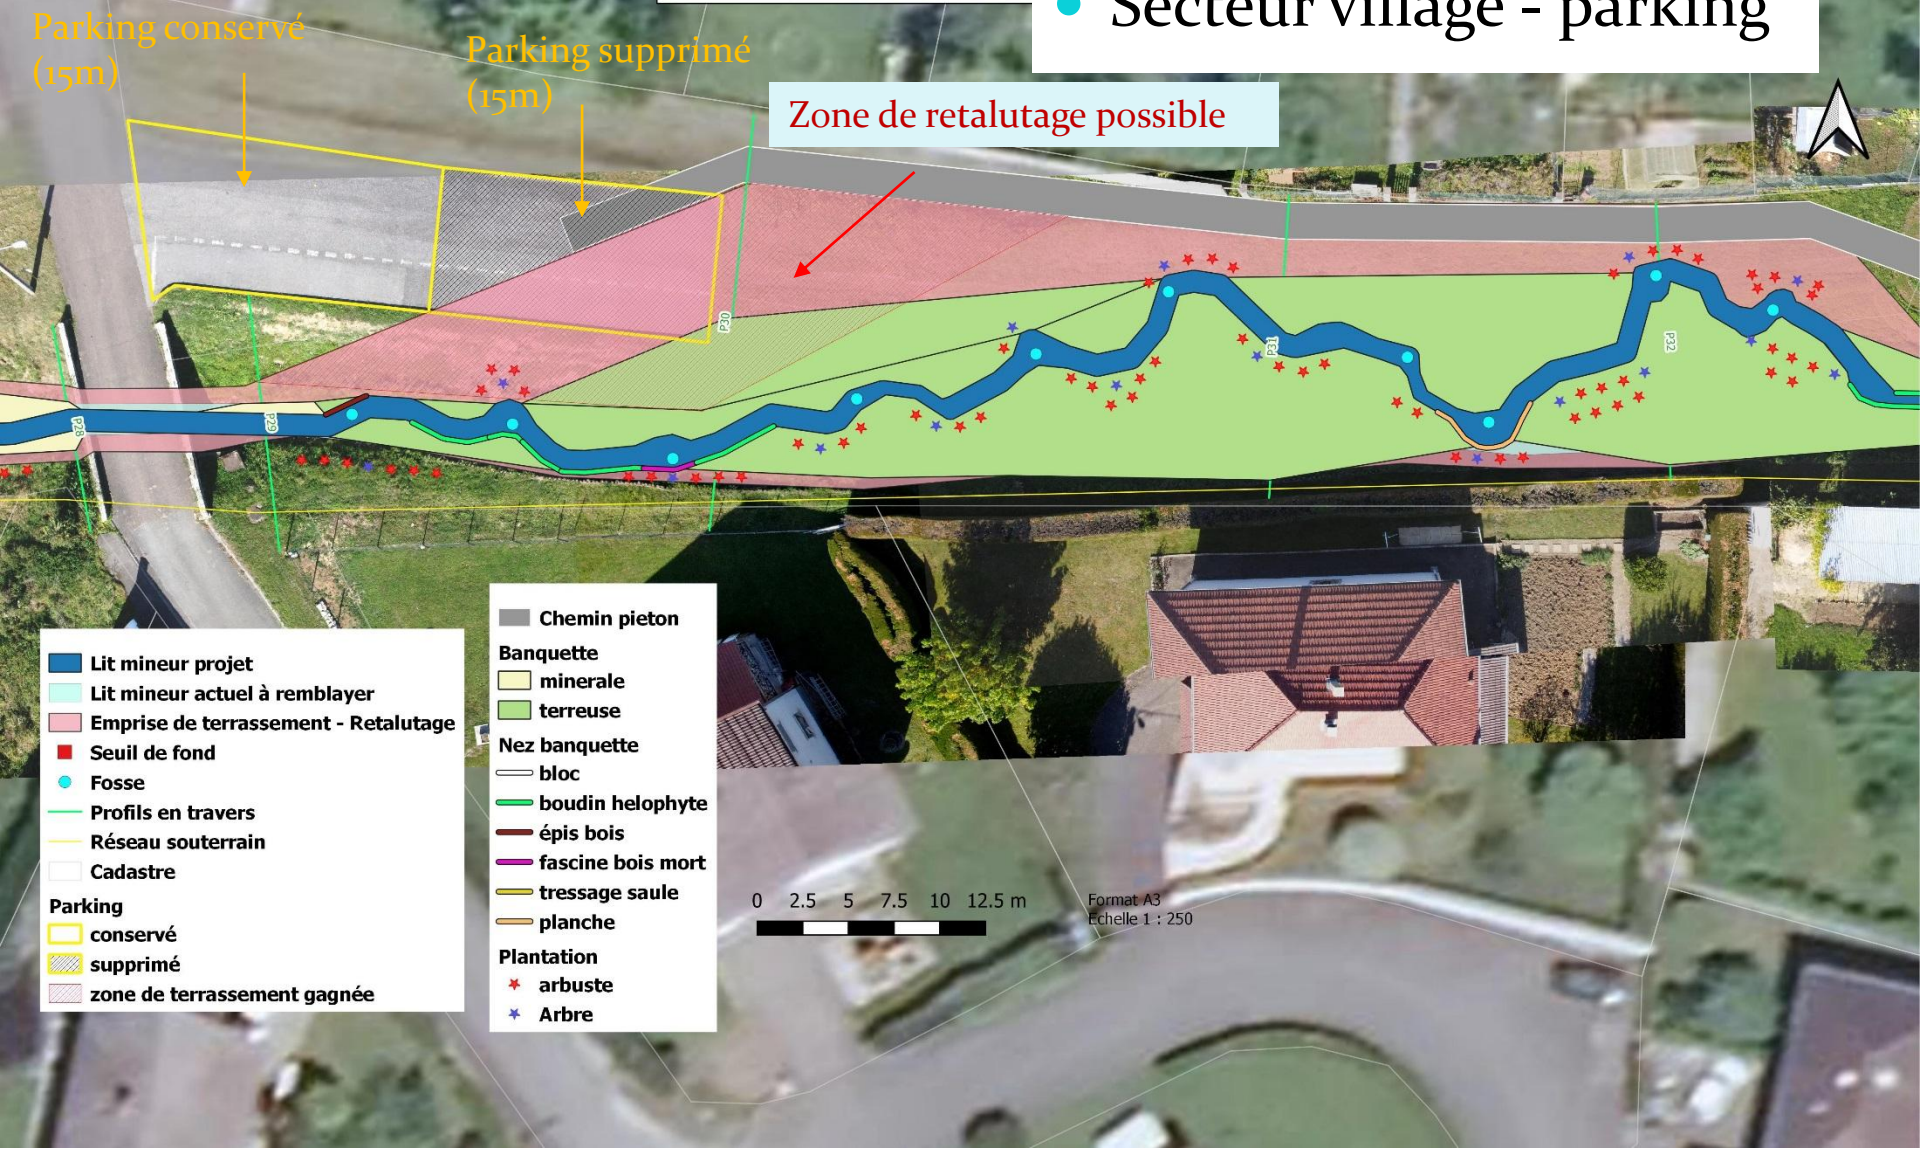 Secteur village - parking
Parking conservé
(15m)
Parking supprimé
(15m)
Zone de retalutage possible
P28
P29
P30
P31
P32
Lit mineur projet
Lit mineur actuel à remblayer
Emprise de terrassement - Retalutage
Seuil de fond
Fosse
Profils en travers
Réseau souterrain
Cadastre
Parking
conservé
supprimé
zone de terrassement gagnée
Chemin pieton
Banquette
minerale
terreuse
Nez banquette
bloc
boudin helophyte
épis bois
fascine bois mort
tressage saule
planche
Plantation
arbuste
Arbre
0 2.5 5 7.5 10 12.5 m
Format A3
Echelle 1 : 250